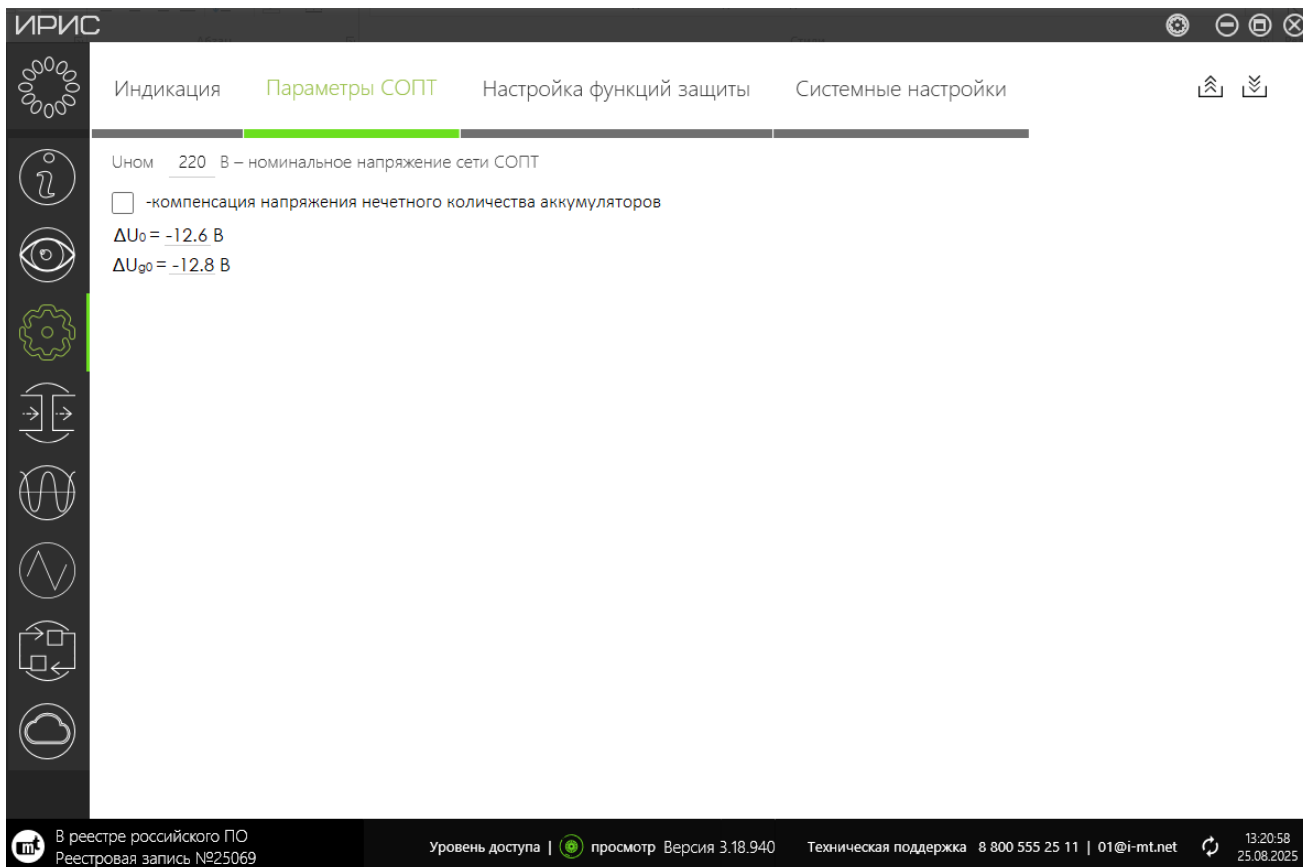 ИРИС
Индикация Параметры СОПТ Настройка функций защиты Системные настройки
Uном 220 В – номинальное напряжение сети СОПТ
-компенсация напряжения нечетного количества аккумуляторов
ΔU0 = -12.6 В
ΔUg0 = -12.8 В
mt В реестре российского ПО
Реестровая запись №25069
Уровень доступа | просмотр Версия 3.18.940 Техническая поддержка 8 800 555 25 11 | 01@i-mt.net
13:20:58
25.08.2025